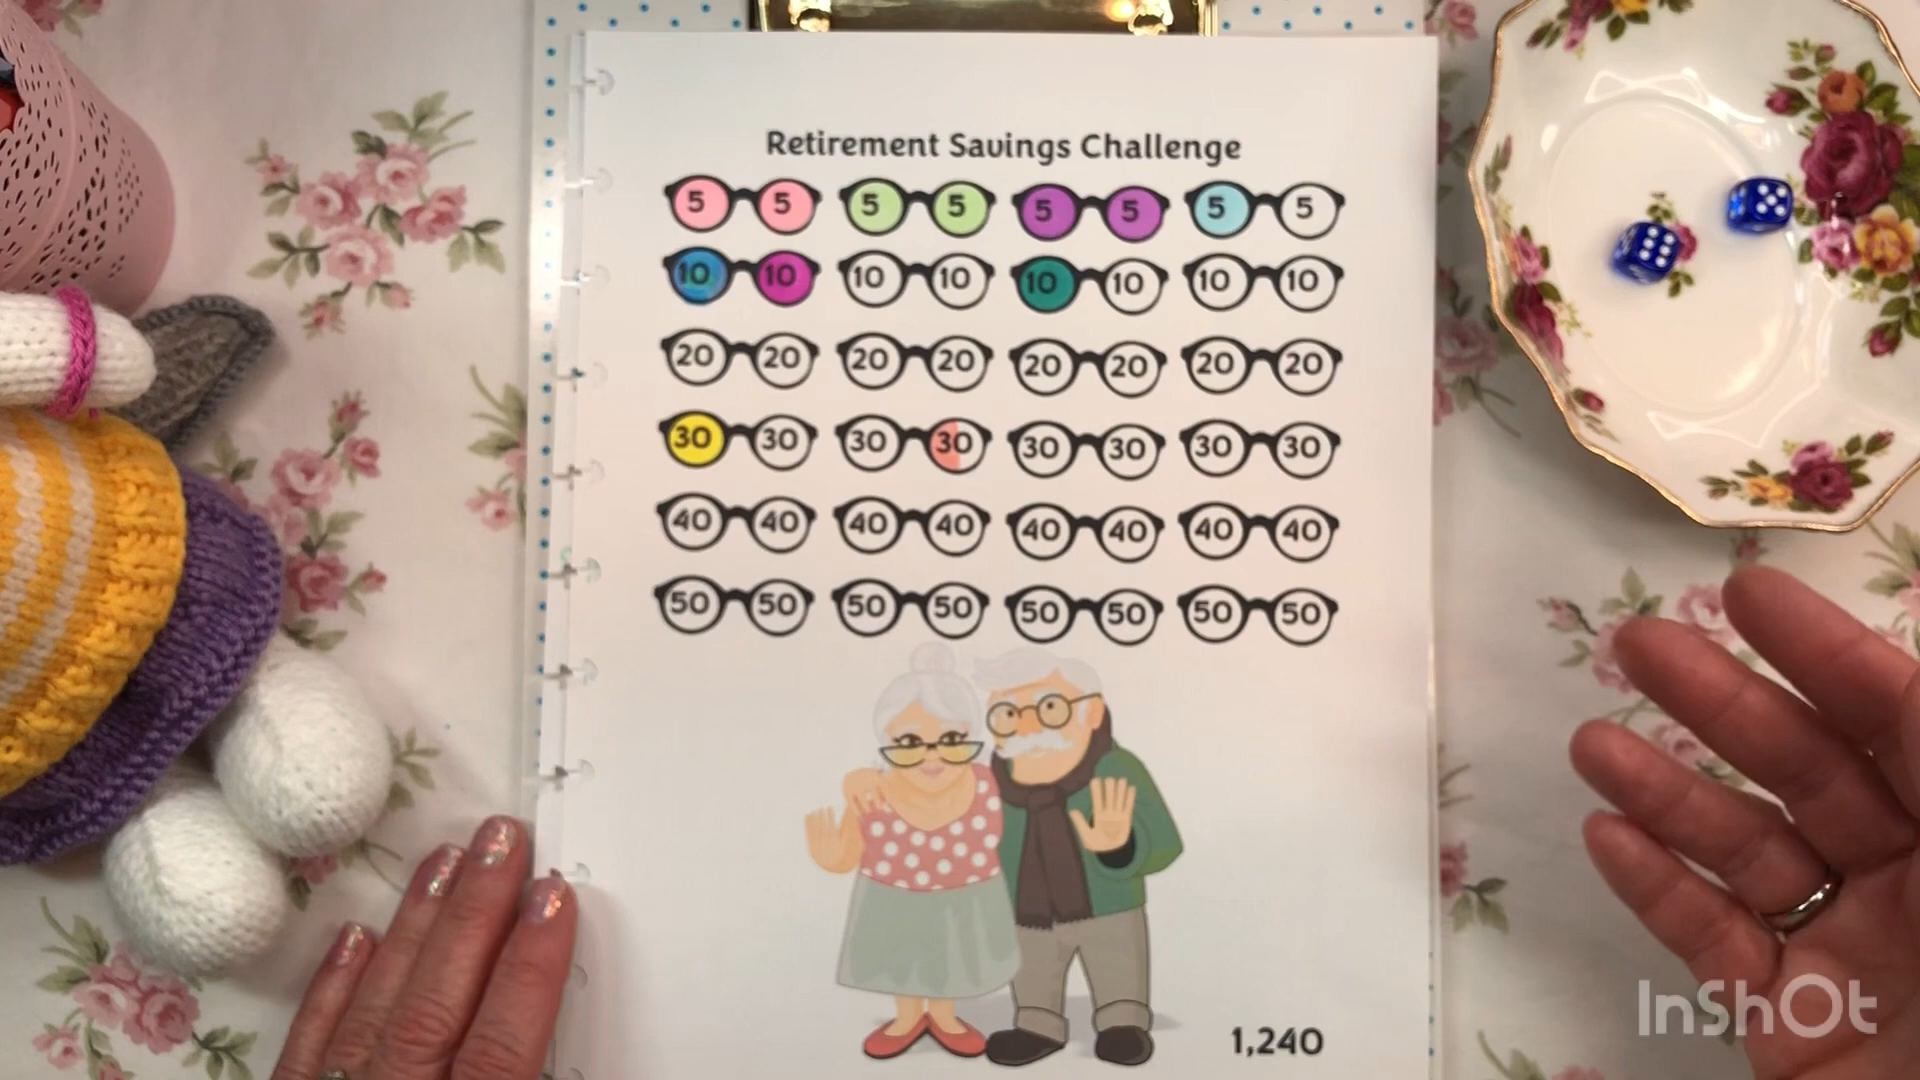 Retirement Savings Challenge
5 5 5 5 5 5 5 5
10 10 10 10 10 10 10 10
20 20 20 20 20 20 20 20
30 30 30 30 30 30 30 30
40 40 40 40 40 40 40 40
50 50 50 50 50 50 50 50
1,240
InShOt